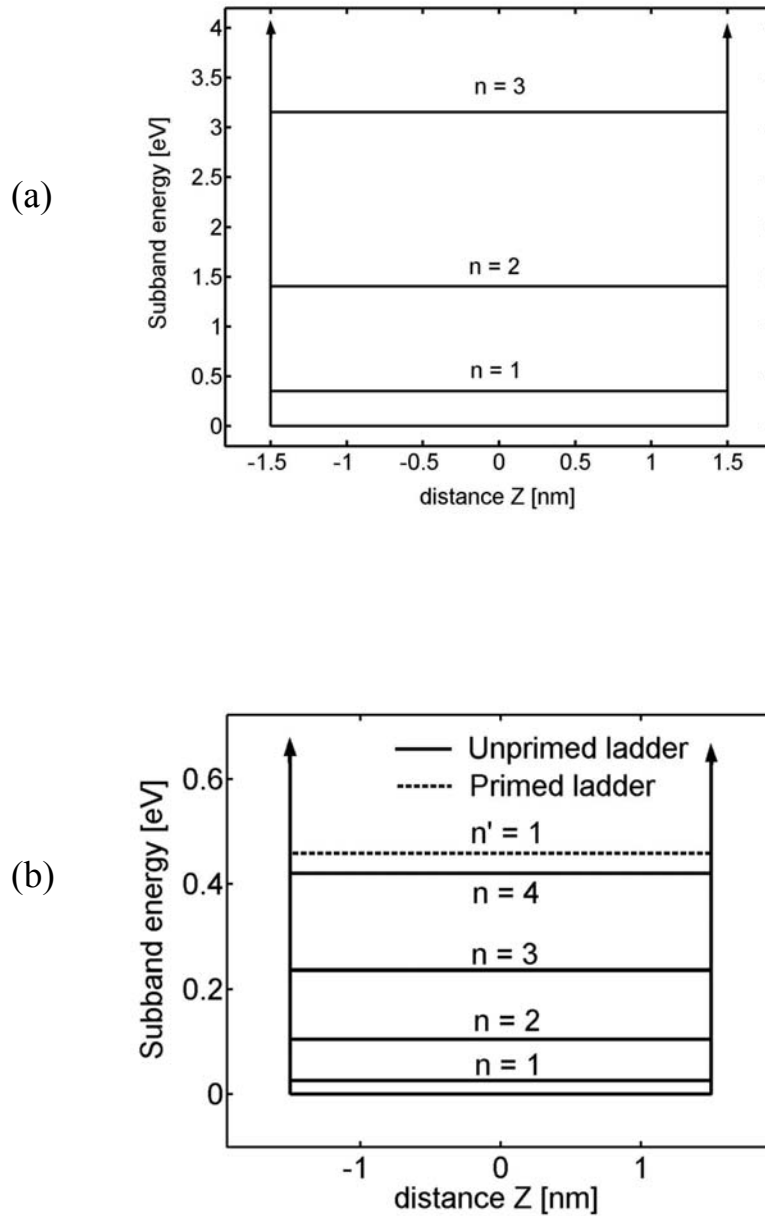 (a)
Subband energy [eV]
4
3.5
3
2.5
2
1.5
1
0.5
0
n = 3
n = 2
n = 1
-1.5 -1 -0.5 0 0.5 1 1.5
distance Z [nm]
(b)
Subband energy [eV]
0.6
0.4
0.2
0
Unprimed ladder
Primed ladder
n' = 1
n = 4
n = 3
n = 2
n = 1
-1 0 1
distance Z [nm]